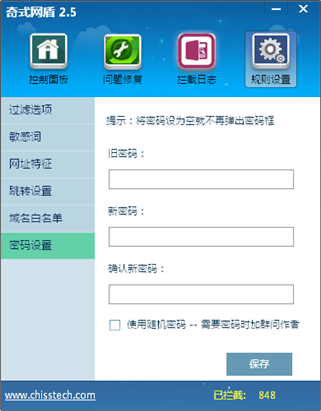 奇式网盾 2.5
控制面板
问题修复
拦截日志
规则设置
过滤选项
敏感词
网址特征
跳转设置
域名白名单
密码设置
提示：将密码设为空就不再弹出密码框
旧密码：
新密码：
确认新密码：
使用随机密码 -- 需要密码时加群问作者
保存
www.chisstech.com
已拦截： 848